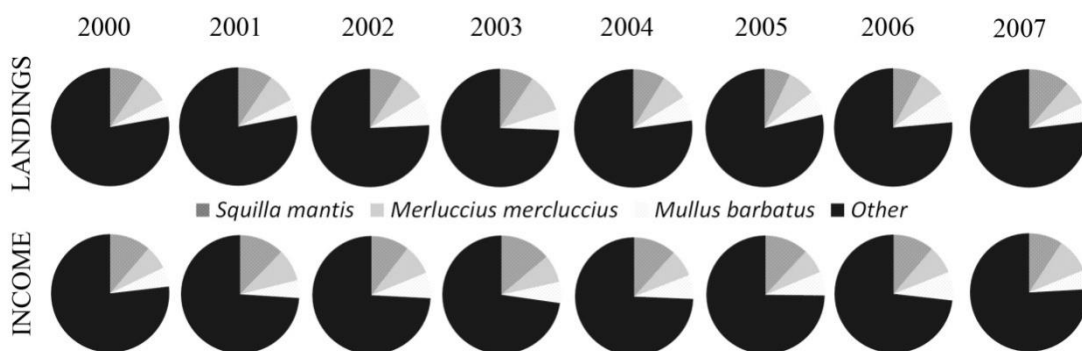 2000 2001 2002 2003 2004 2005 2006 2007
LANDINGS
Squilla mantis Merluccius mercluccius Mullus barbatus Other
INCOME